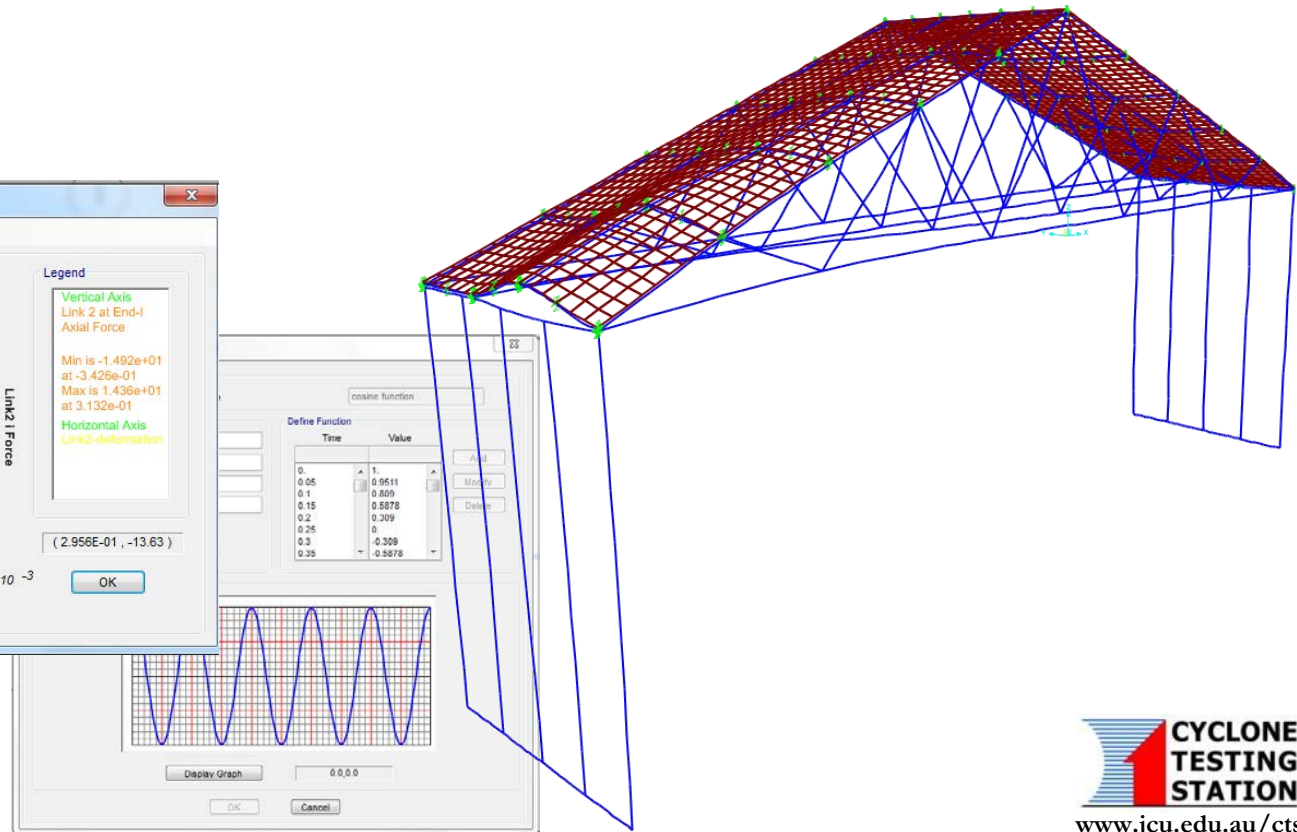 Legend
Vertical Axis
Link 2 at End-I
Axial Force
Min is -1.492e+01
at -3.426e-01
Max is 1.436e+01
at 3.132e-01
Horizontal Axis
Link2-deformation
Link2 i Force
( 2.956E-01 , -13.63 )
10 -3
OK
cosine function
Define Function
Time Value
0. 1.
0.05 0.9511
0.1 0.809
0.15 0.5878
0.2 0.309
0.25 0.
0.3 -0.309
0.35 -0.5878
Add
Modify
Delete
Display Graph
0.0,0.0
OK
Cancel
X
CYCLONE
TESTING
STATION
www.jcu.edu.au/cts